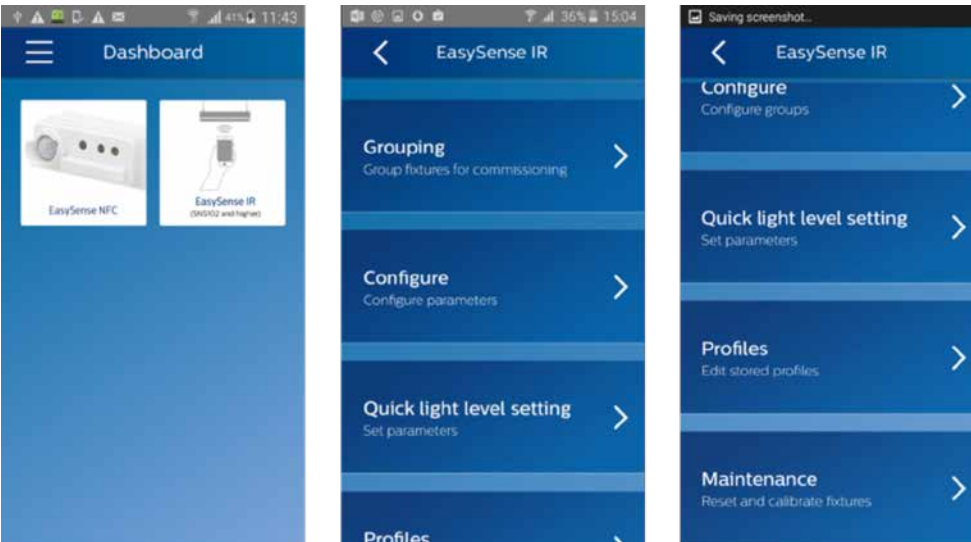 41% 11:43
Dashboard
EasySense NFC
EasySense IR
(SNS102 and higher)
36% 15:04
EasySense IR
Grouping
Group fixtures for commissioning
Configure
Configure parameters
Quick light level setting
Set parameters
Profiles
Saving screenshot...
EasySense IR
Configure
Configure groups
Quick light level setting
Set parameters
Profiles
Edit stored profiles
Maintenance
Reset and calibrate fixtures